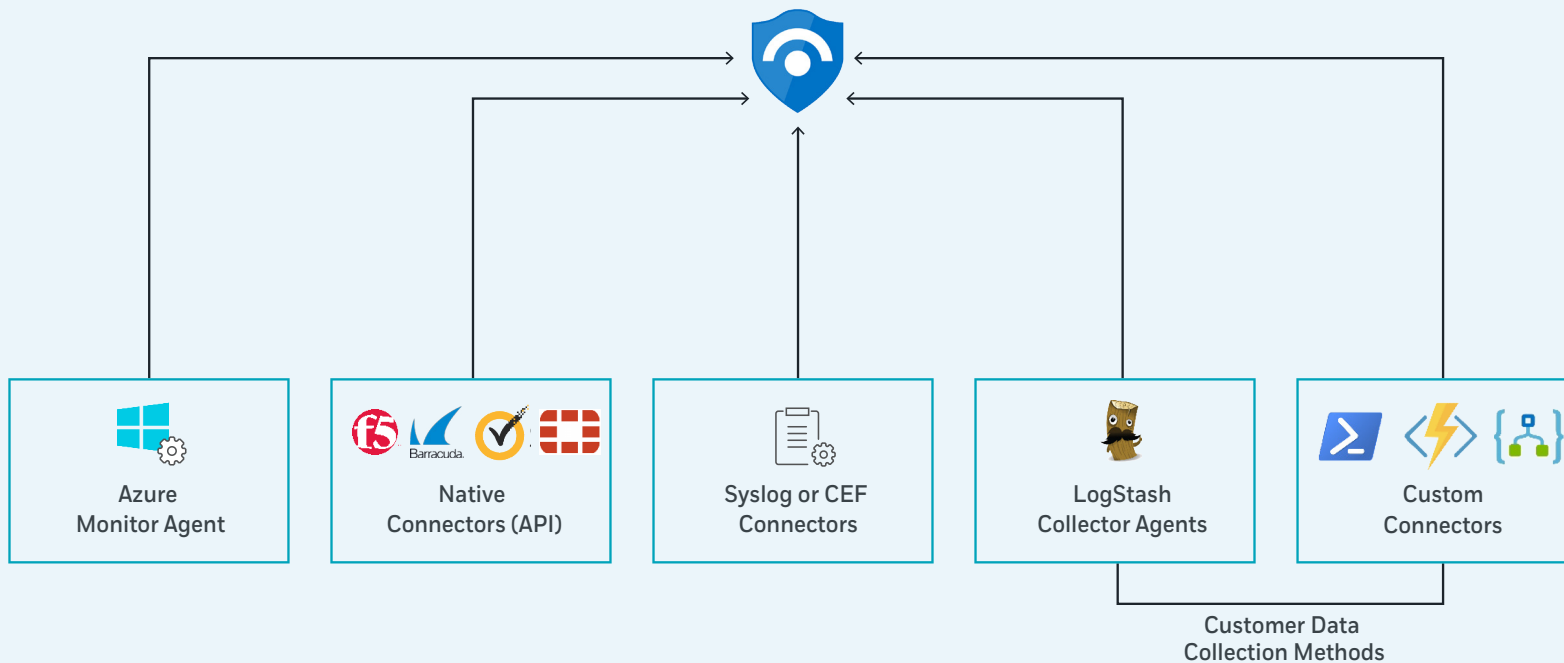 f5
Barracuda.
Azure
Monitor Agent
Native
Connectors (API)
Syslog or CEF
Connectors
LogStash
Collector Agents
Custom
Connectors
Customer Data
Collection Methods